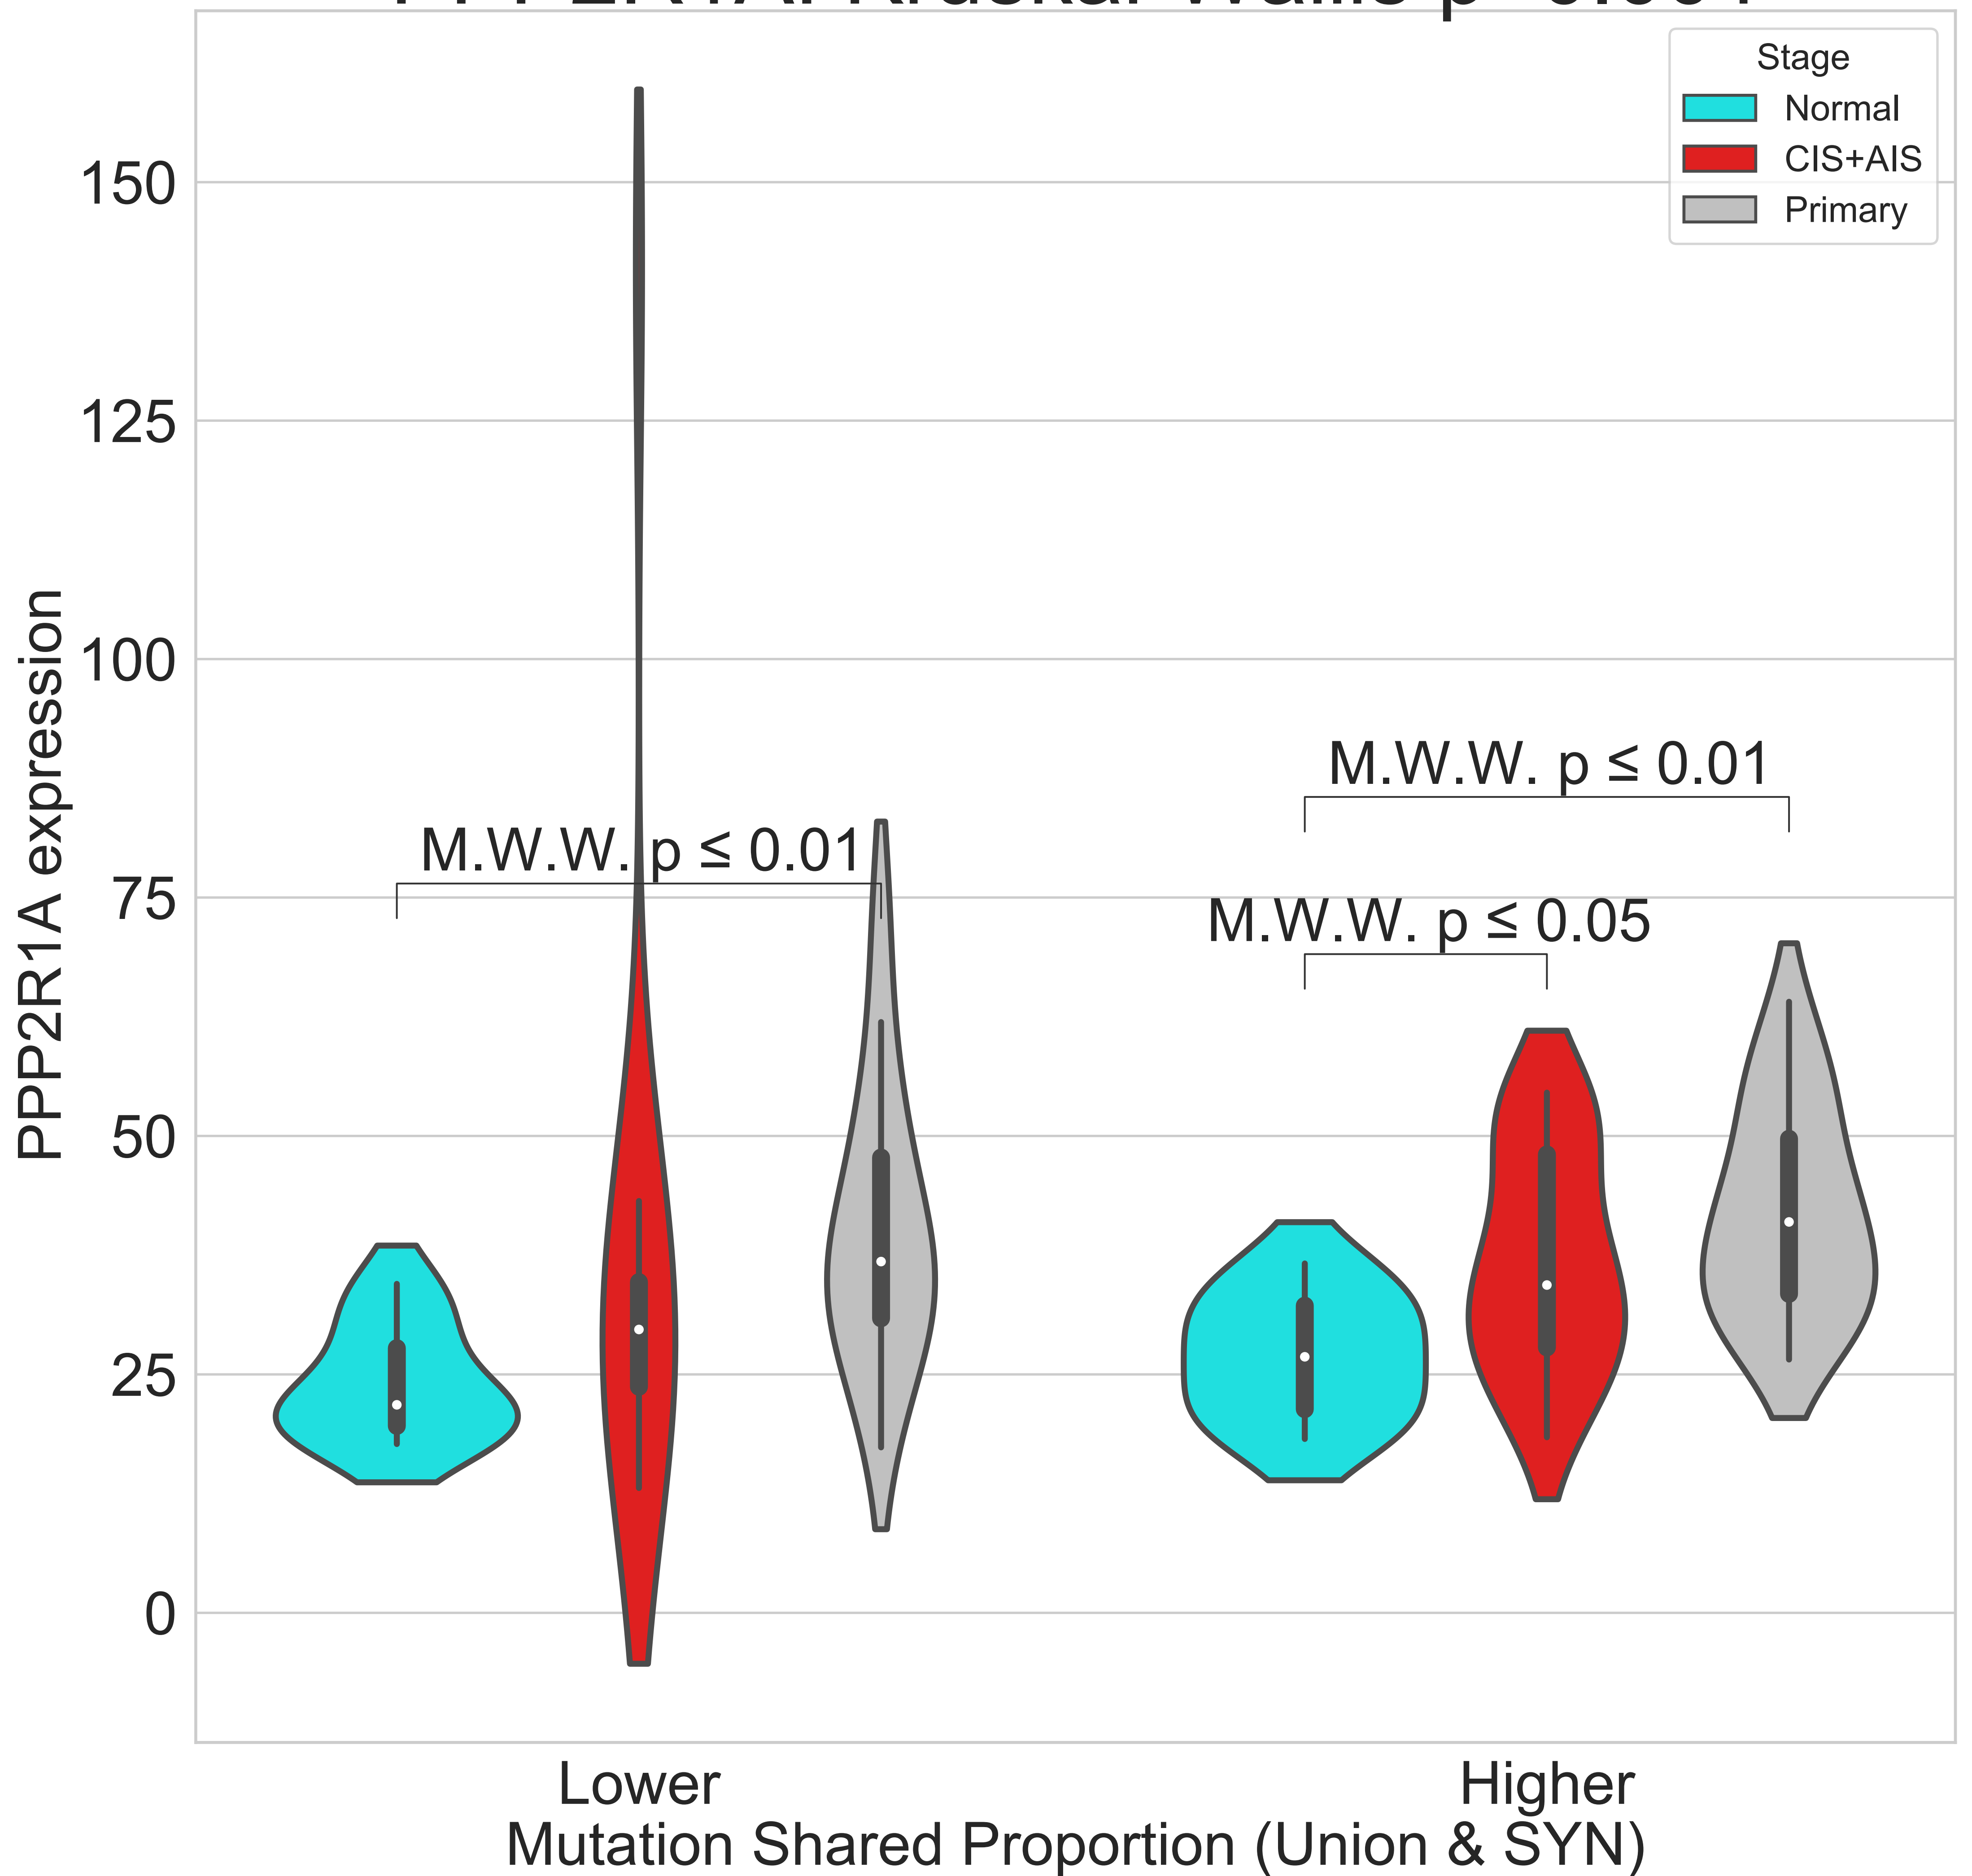 Stage
Normal
CIS+AIS
Primary
150
125
100
75
50
25
0
PPP2R1A expression
M.W.W. p ≤ 0.01
M.W.W. p ≤ 0.01
M.W.W. p ≤ 0.05
Lower
Higher
Mutation Shared Proportion (Union & SYN)